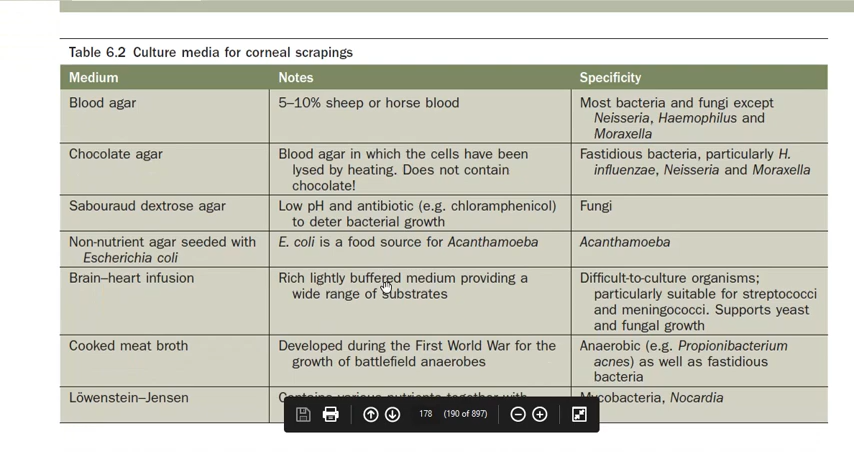 Table 6.2 Culture media for corneal scrapings
Medium Notes Specificity
Blood agar 5–10% sheep or horse blood Most bacteria and fungi except
Neisseria, Haemophilus and
Moraxella
Chocolate agar Blood agar in which the cells have been Fastidious bacteria, particularly H.
lysed by heating. Does not contain influenzae, Neisseria and Moraxella
chocolate!
Sabouraud dextrose agar Low pH and antibiotic (e.g. chloramphenicol) Fungi
to deter bacterial growth
Non-nutrient agar seeded with E. coli is a food source for Acanthamoeba Acanthamoeba
Escherichia coli
Brain–heart infusion Rich lightly buffered medium providing a Difficult-to-culture organisms;
wide range of substrates particularly suitable for streptococci
and meningococci. Supports yeast
and fungal growth
Cooked meat broth Developed during the First World War for the Anaerobic (e.g. Propionibacterium
growth of battlefield anaerobes acnes) as well as fastidious
bacteria
Löwenstein–Jensen Mycobacteria, Nocardia
178 (190 of 897)